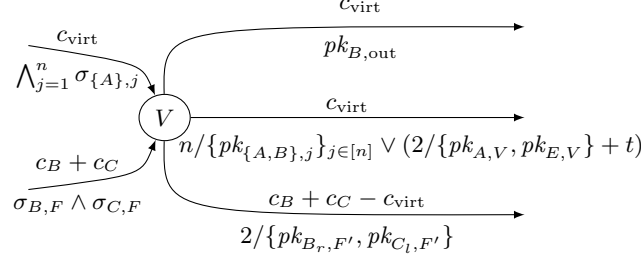 c_virt
c_virt
⋀_{j=1}^{n} σ_{{A},j}
pk_{B,out}
V
c_virt
n/{pk_{{A,B},j}}_{j∈[n]} ∨ (2/{pk_{A,V}, pk_{E,V}} + t)
c_B + c_C
σ_{B,F} ∧ σ_{C,F}
c_B + c_C − c_virt
2/{pk_{B_r,F′}, pk_{C_l,F′}}